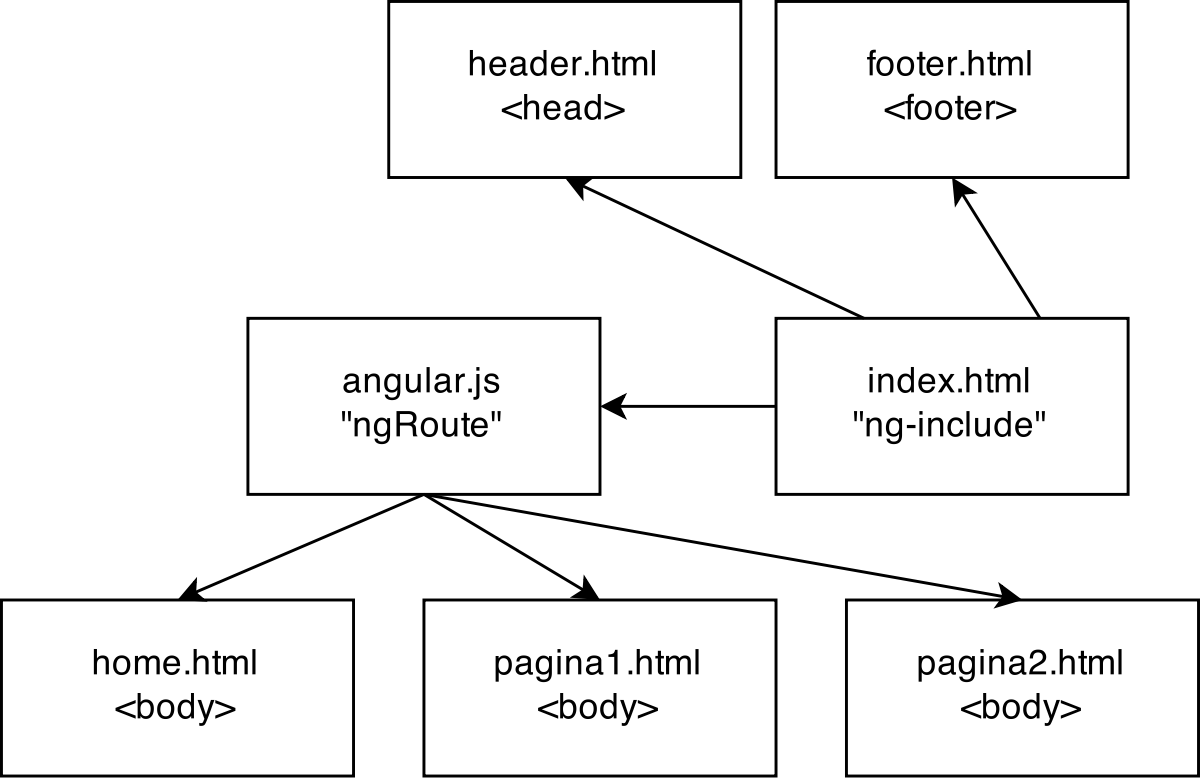 header.html
<head>
footer.html
<footer>
angular.js
"ngRoute"
index.html
"ng-include"
home.html
<body>
pagina1.html
<body>
pagina2.html
<body>